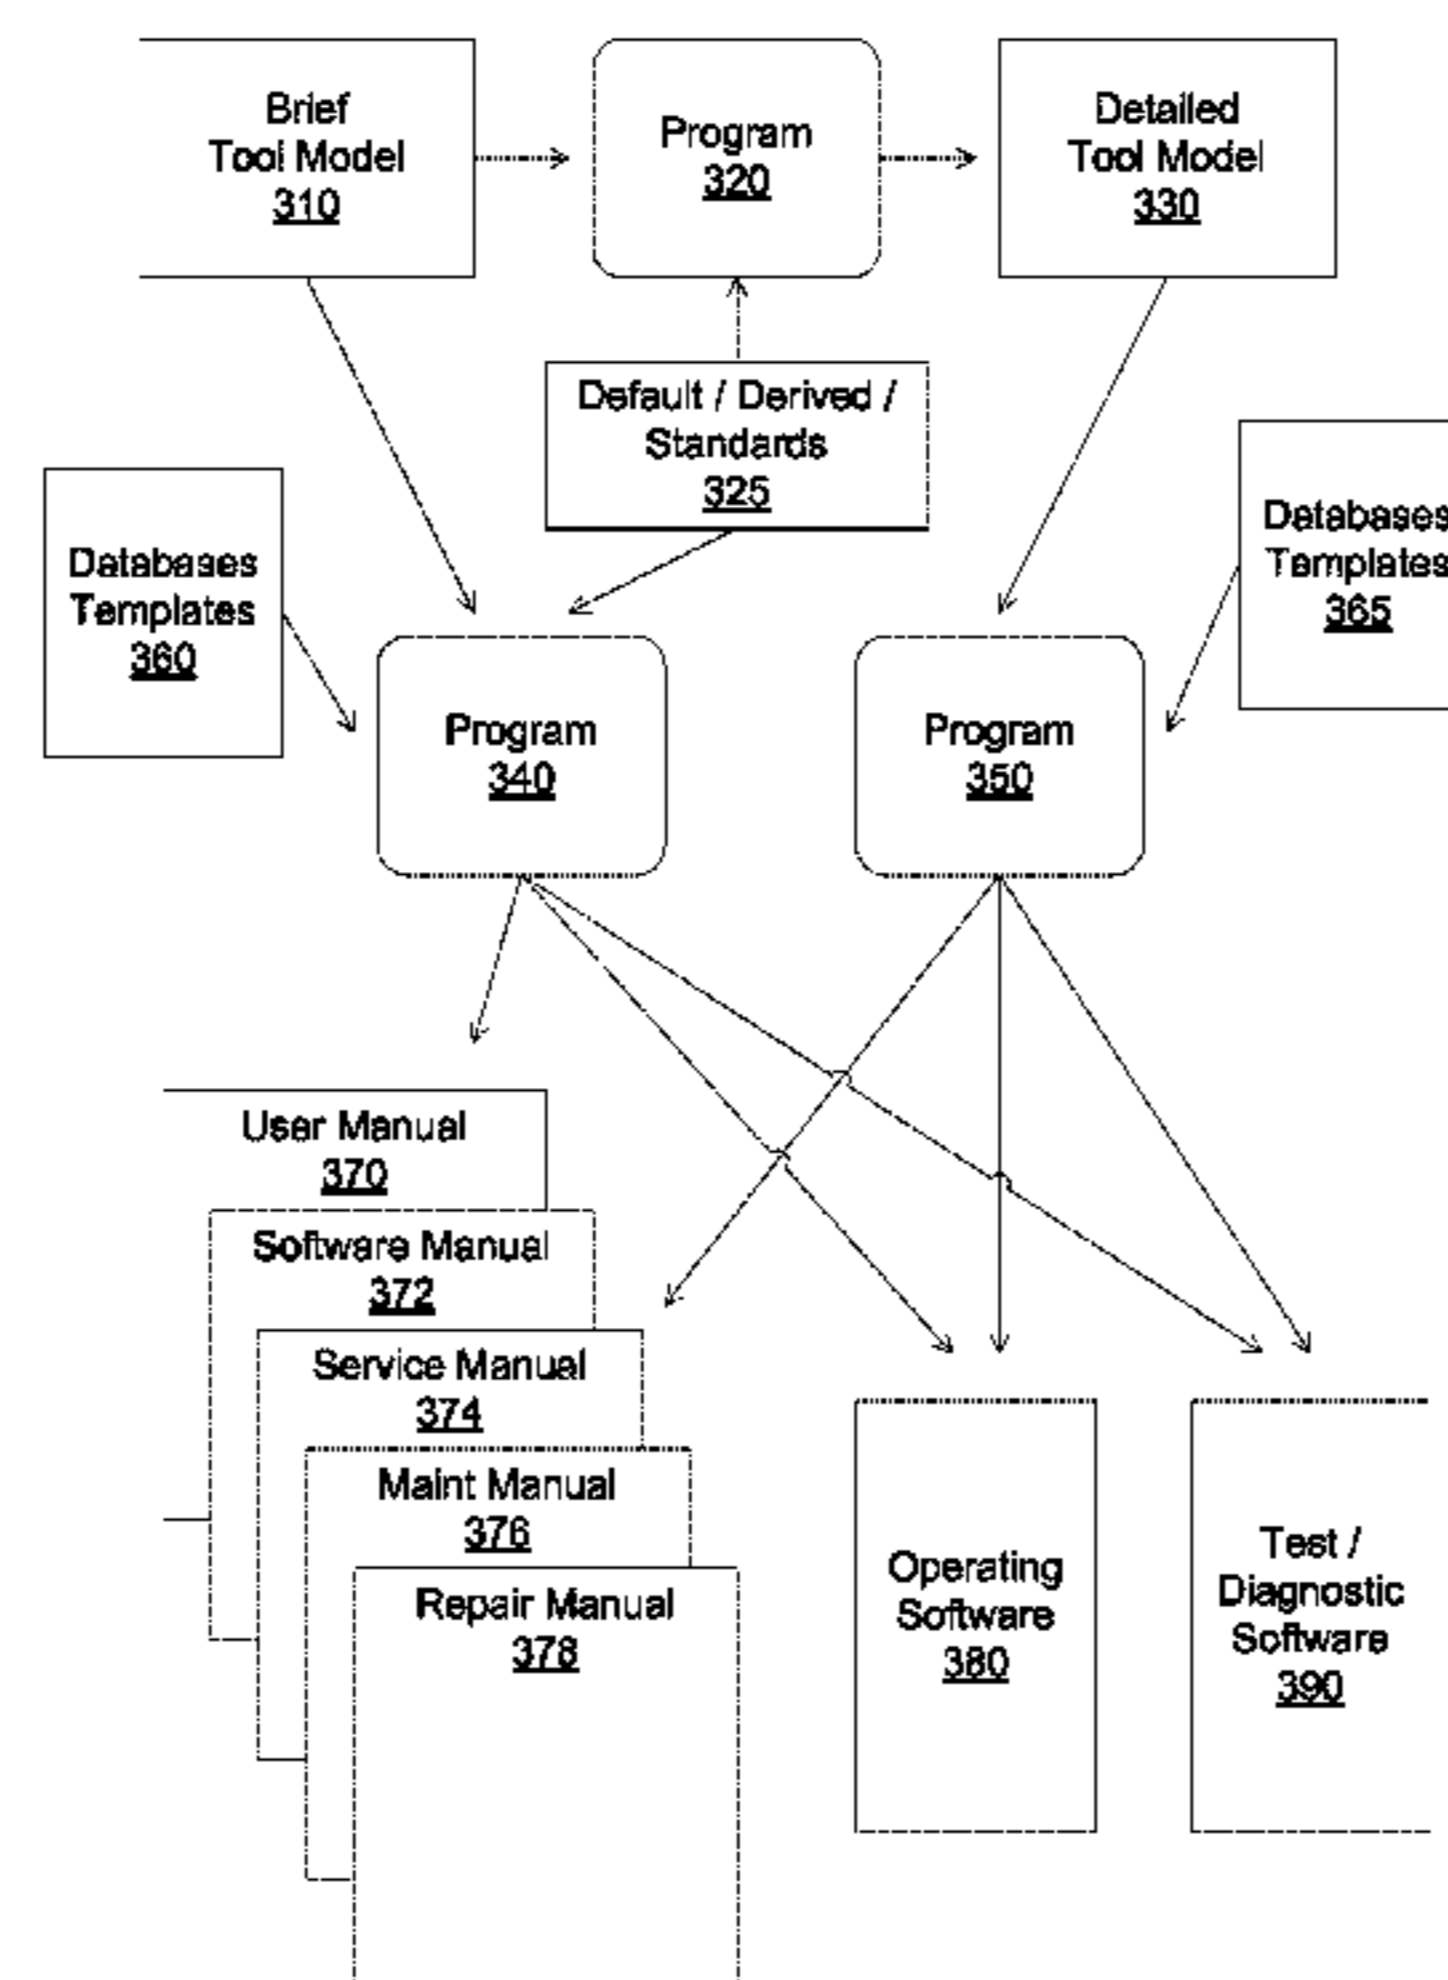 Brief
Tool Model
310
Program
320
Detailed
Tool Model
330
Default / Derived /
Standards
325
Databases
Templates
360
Databases
Templates
365
Program
340
Program
350
User Manual
370
Software Manual
372
Service Manual
374
Maint Manual
376
Repair Manual
378
Operating
Software
380
Test /
Diagnostic
Software
390